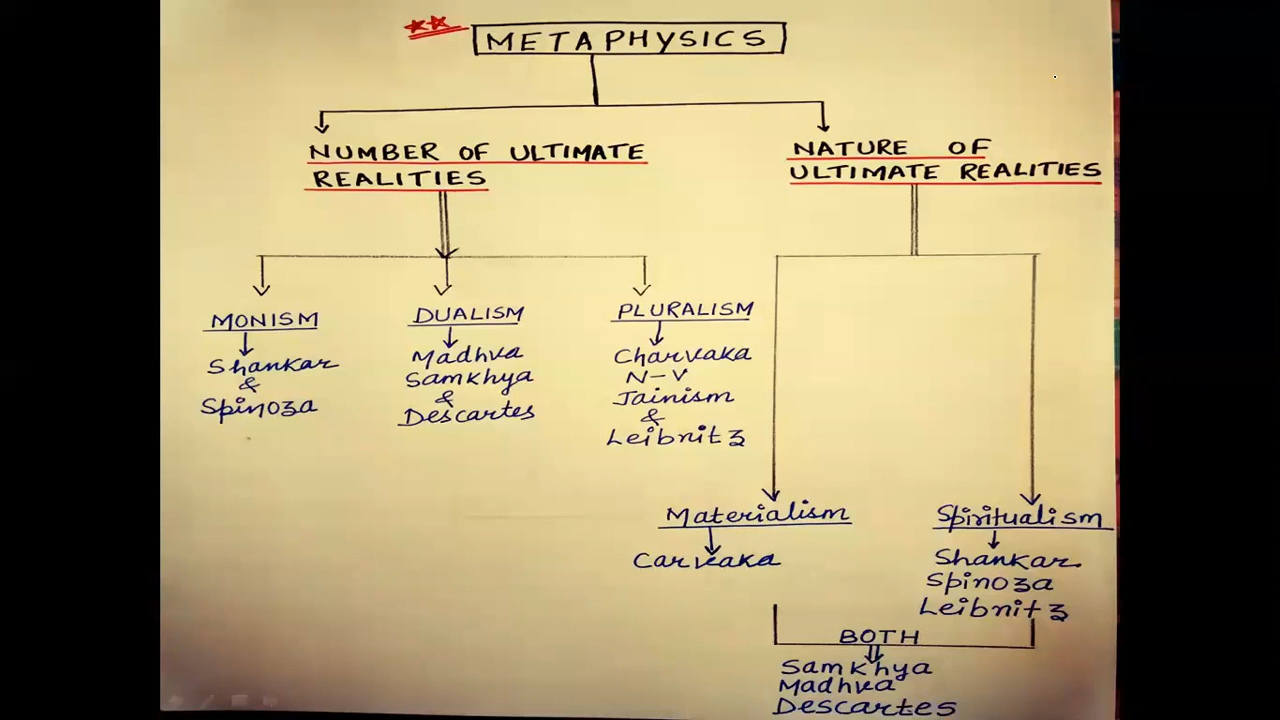 METAPHYSICS
NUMBER OF ULTIMATE
REALITIES
NATURE OF
ULTIMATE REALITIES
MONISM
Shankar
&
Spinoza
DUALISM
Madhva
Samkhya
&
Descartes
PLURALISM
Charvaka
N-V
Jainism
&
Leibnitz
Materialism
Carvaka
Spiritualism
Shankar
Spinoza
Leibnitz
BOTH
Samkhya
Madhva
Descartes